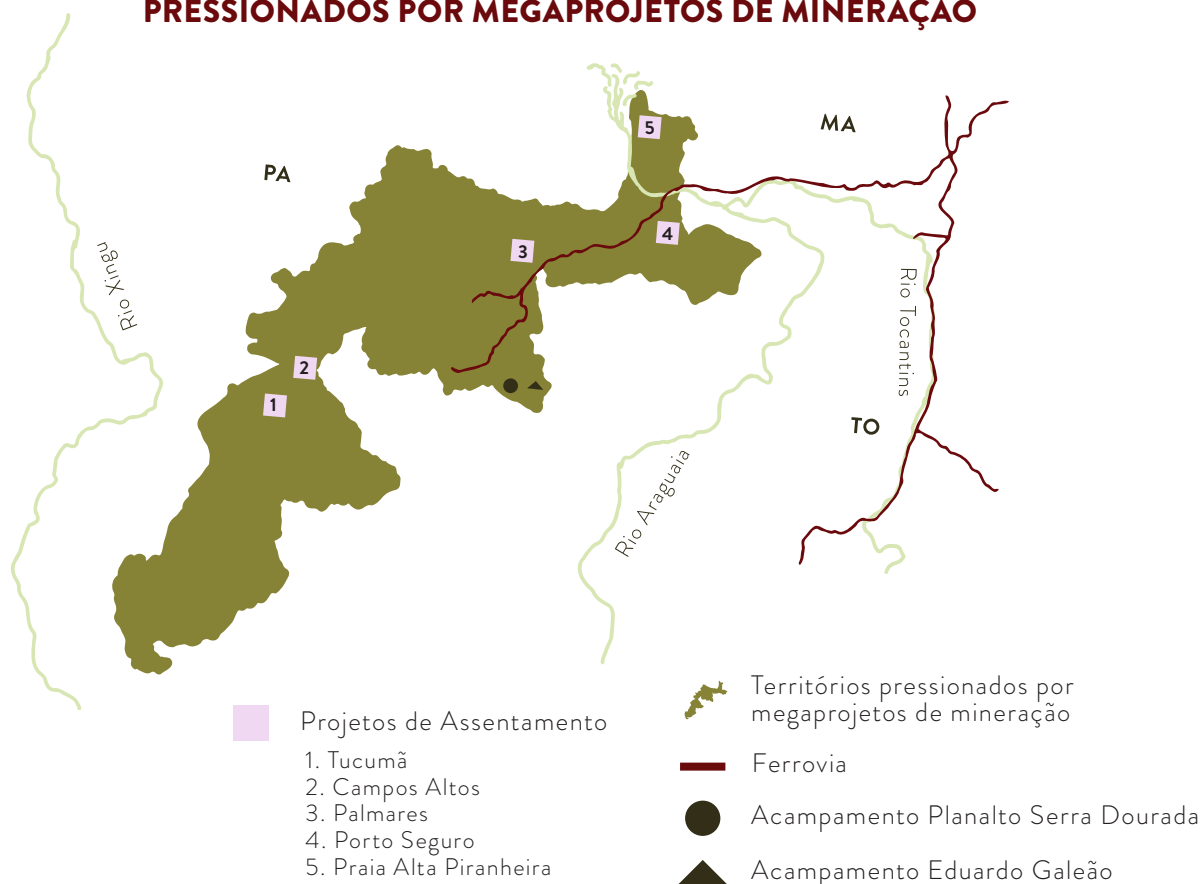 PRESSIONADOS POR MEGAPROJETOS DE MINERAÇÃO
MA
PA
5
4
3
Rio Xingu
Rio Tocantins
2
1
TO
Rio Araguaia
Projetos de Assentamento
1. Tucumã
2. Campos Altos
3. Palmares
4. Porto Seguro
5. Praia Alta Piranheira
Territórios pressionados por
megaprojetos de mineração
Ferrovia
Acampamento Planalto Serra Dourada
Acampamento Eduardo Galeão